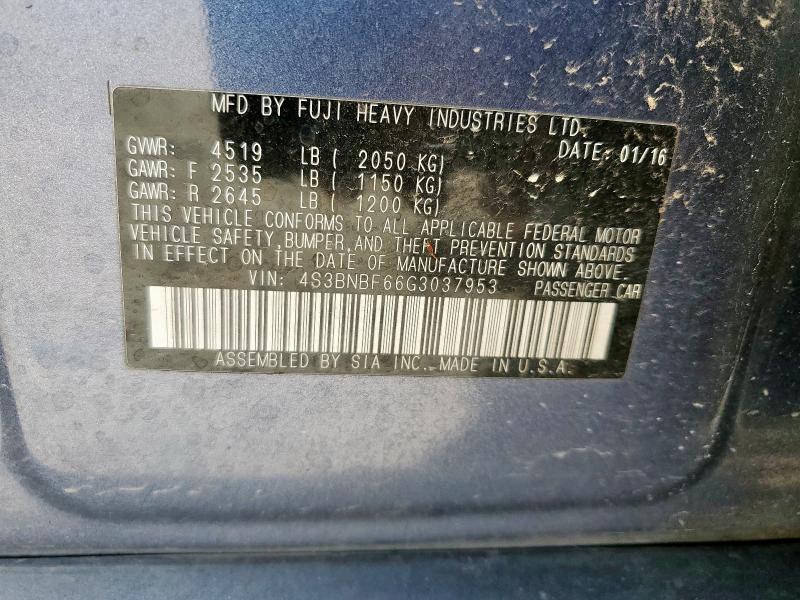 MFD BY FUJI HEAVY INDUSTRIES LTD.
DATE: 01/16
GVWR: 4519 LB ( 2050 KG)
GAWR: F 2535 LB ( 1150 KG)
GAWR: R 2645 LB ( 1200 KG)
THIS VEHICLE CONFORMS TO ALL APPLICABLE FEDERAL MOTOR
VEHICLE SAFETY, BUMPER, AND THEFT PREVENTION STANDARDS
IN EFFECT ON THE DATE OF MANUFACTURE SHOWN ABOVE.
VIN: 4S3BNBF66G3037953 PASSENGER CAR
ASSEMBLED BY SIA INC. MADE IN U.S.A.